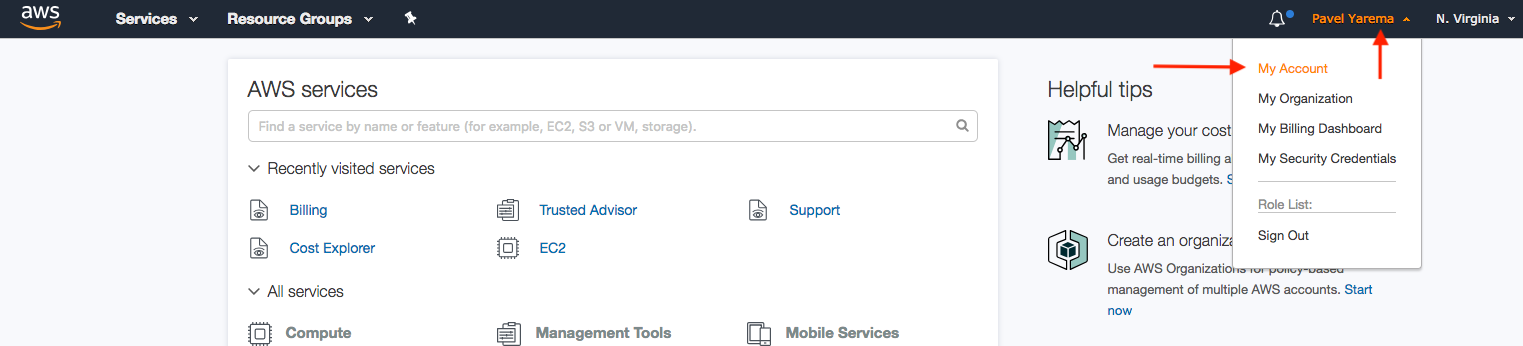 aws Services Resource Groups Pavel Yarema N. Virginia
AWS services
Find a service by name or feature (for example, EC2, S3 or VM, storage).
Recently visited services
Billing Trusted Advisor Support
Cost Explorer EC2
All services
Compute Management Tools Mobile Services
Helpful tips
Manage your cost
Get real-time billing a
and usage budgets. S
Create an organiza
Use AWS Organizations for policy-based
management of multiple AWS accounts. Start
now
My Account
My Organization
My Billing Dashboard
My Security Credentials
Role List:
Sign Out